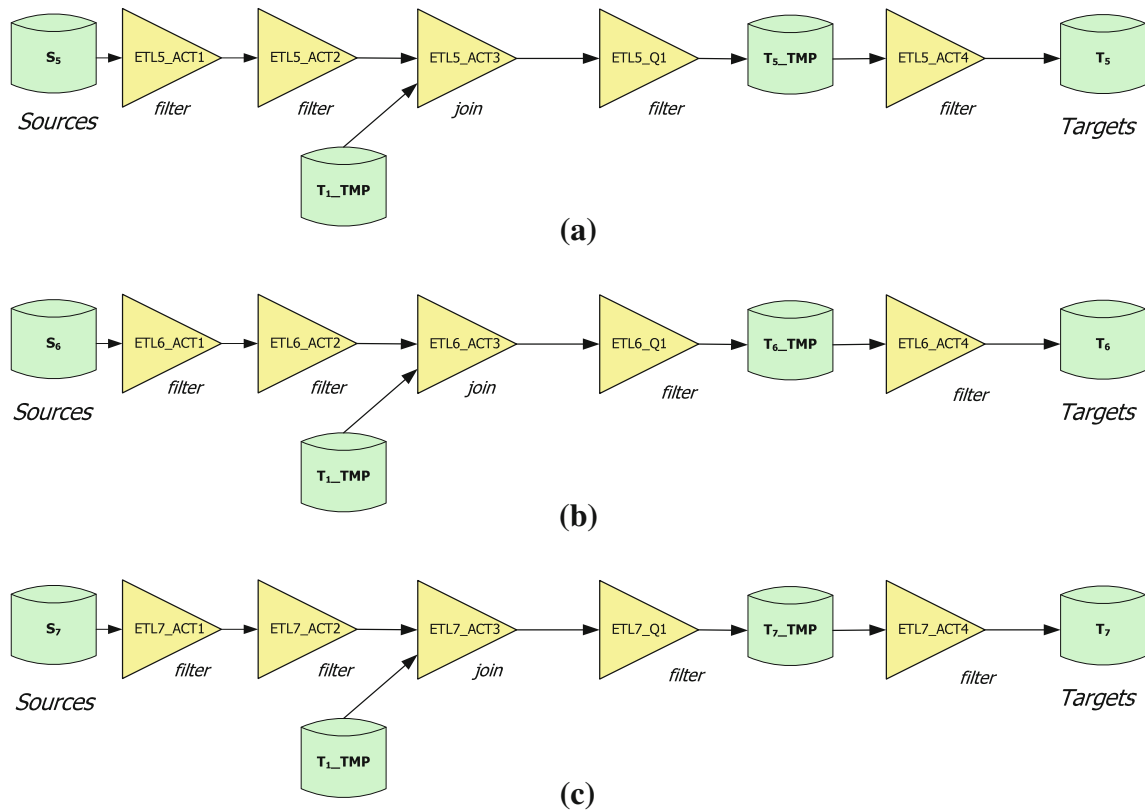 S₅
ETL5_ACT1
ETL5_ACT2
ETL5_ACT3
ETL5_Q1
T₅_TMP
ETL5_ACT4
T₅
filter
filter
join
filter
filter
Sources
Targets
T₁_TMP
(a)
S₆
ETL6_ACT1
ETL6_ACT2
ETL6_ACT3
ETL6_Q1
T₆_TMP
ETL6_ACT4
T₆
filter
filter
join
filter
filter
Sources
Targets
T₁_TMP
(b)
S₇
ETL7_ACT1
ETL7_ACT2
ETL7_ACT3
ETL7_Q1
T₇_TMP
ETL7_ACT4
T₇
filter
filter
join
filter
filter
Sources
Targets
T₁_TMP
(c)